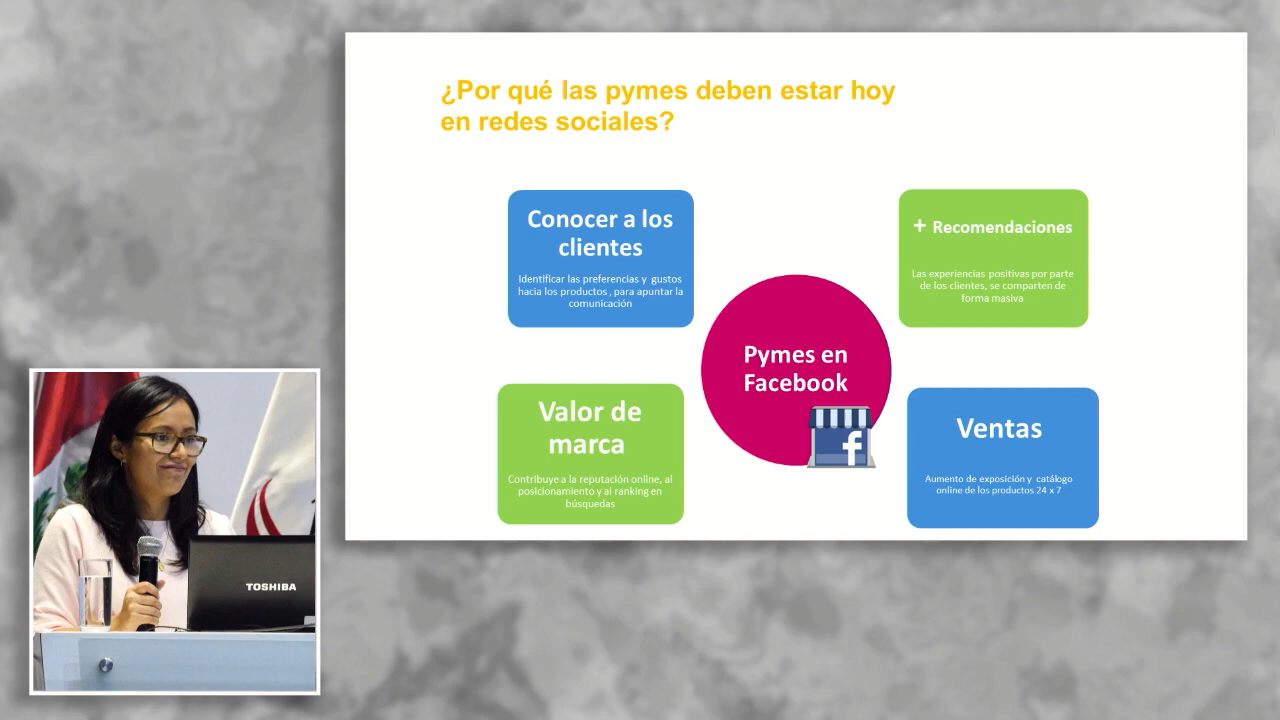 ¿Por qué las pymes deben estar hoy
en redes sociales?
Conocer a los
clientes
Identificar las preferencias y gustos
hacia los productos , para apuntar la
comunicación
+ Recomendaciones
Las experiencias positivas por parte
de los clientes, se comparten de
forma masiva
Pymes en
Facebook
f
Valor de
marca
Contribuye a la reputación online, al
posicionamiento y al ranking en
búsquedas
Ventas
Aumento de exposición y catálogo
online de los productos 24 x 7
TOSHIBA